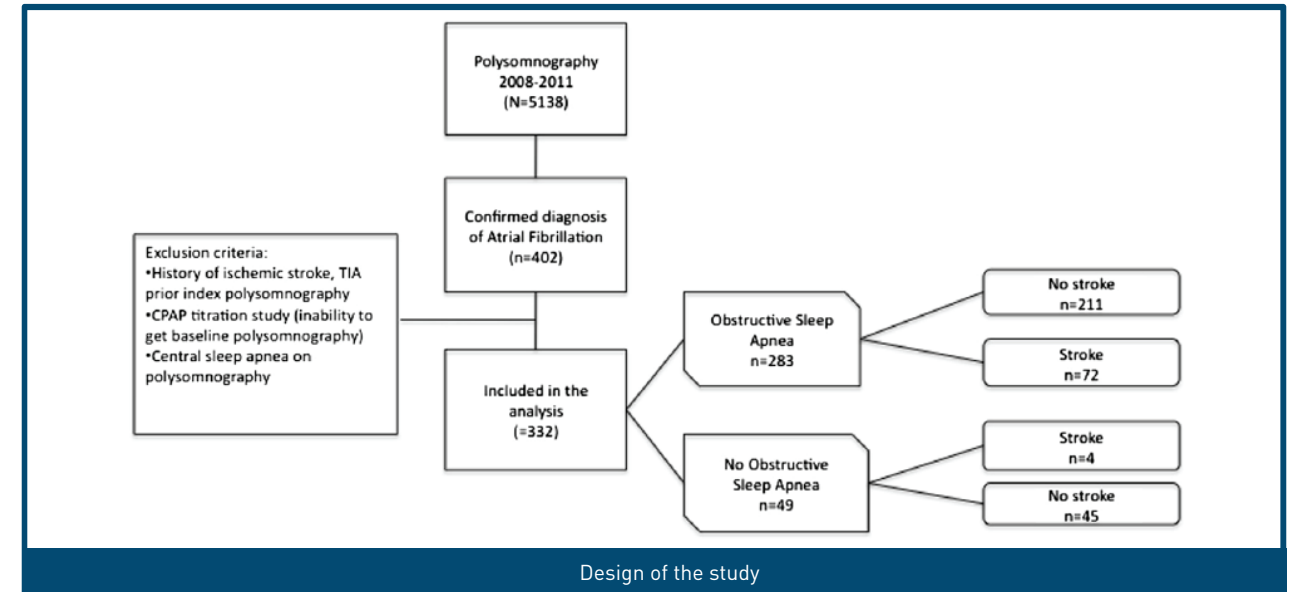 Polysomnography
2008-2011
(N=5138)
Confirmed diagnosis
of Atrial Fibrillation
(n=402)
Exclusion criteria:
•History of ischemic stroke, TIA
prior index polysomnography
•CPAP titration study (inability to
get baseline polysomnography)
•Central sleep apnea on
polysomnography
Included in the
analysis
(=332)
Obstructive Sleep
Apnea
n=283
No stroke
n=211
Stroke
n=72
No Obstructive
Sleep Apnea
n=49
Stroke
n=4
No stroke
n=45
Design of the study